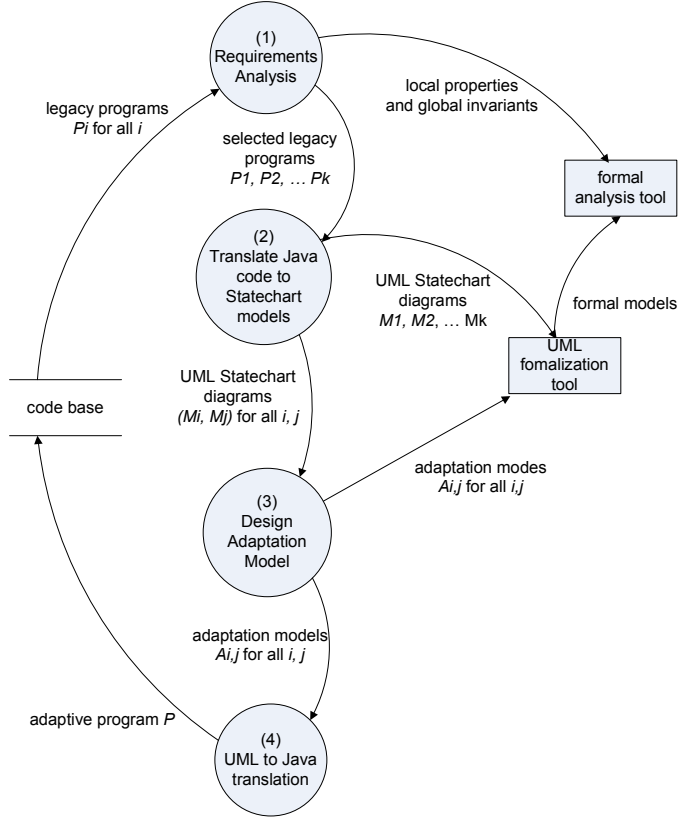 (1)
Requirements
Analysis
legacy programs
Pi for all i
local properties
and global invariants
selected legacy
programs
P1, P2, … Pk
formal
analysis tool
(2)
Translate Java
code to
Statechart
models
UML Statechart
diagrams
M1, M2, … Mk
formal models
UML
fomalization
tool
UML Statechart
diagrams
(Mi, Mj) for all i, j
code base
adaptation modes
Ai,j for all i,j
(3)
Design
Adaptation
Model
adaptation models
Ai,j for all i, j
adaptive program P
(4)
UML to Java
translation